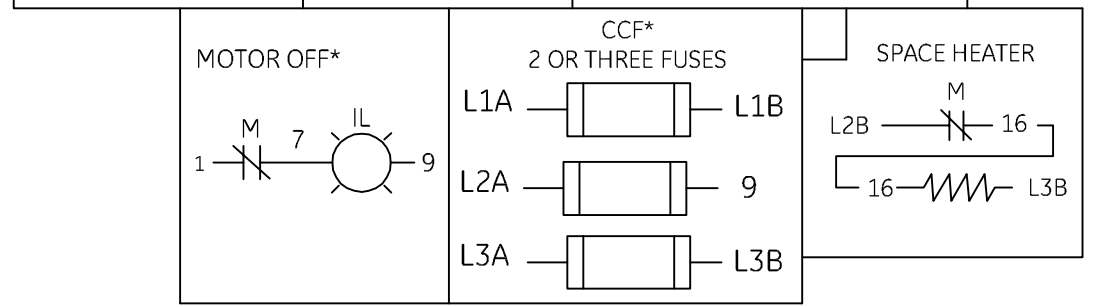 MOTOR OFF*
M
7
IL
1
9
CCF*
2 OR THREE FUSES
L1A
L1B
L2A
9
L3A
L3B
SPACE HEATER
M
L2B
16
16
L3B